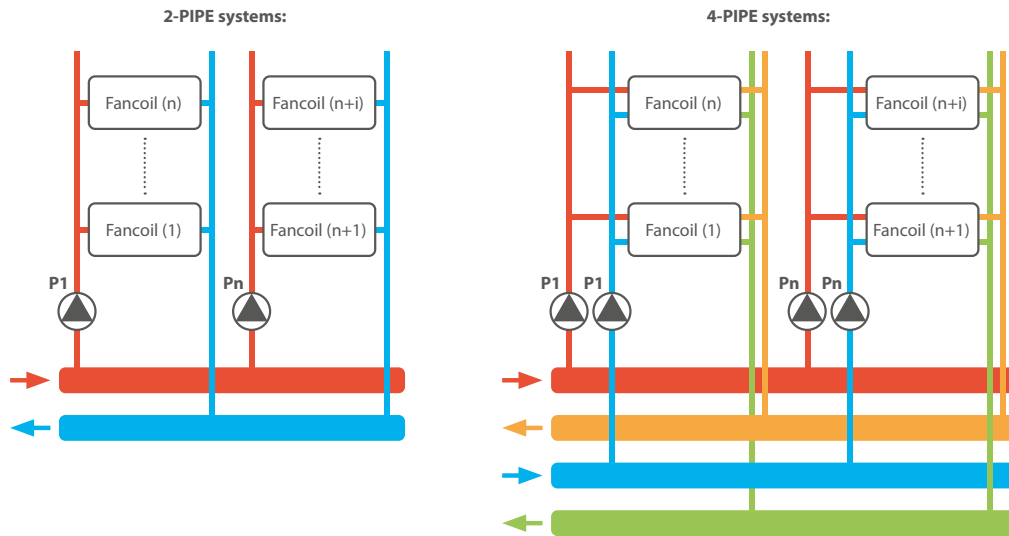 2-PIPE systems:
Fancoil (n)
Fancoil (n+i)
Fancoil (1)
Fancoil (n+1)
P1
Pn
4-PIPE systems:
Fancoil (n)
Fancoil (n+i)
Fancoil (1)
Fancoil (n+1)
P1
P1
Pn
Pn